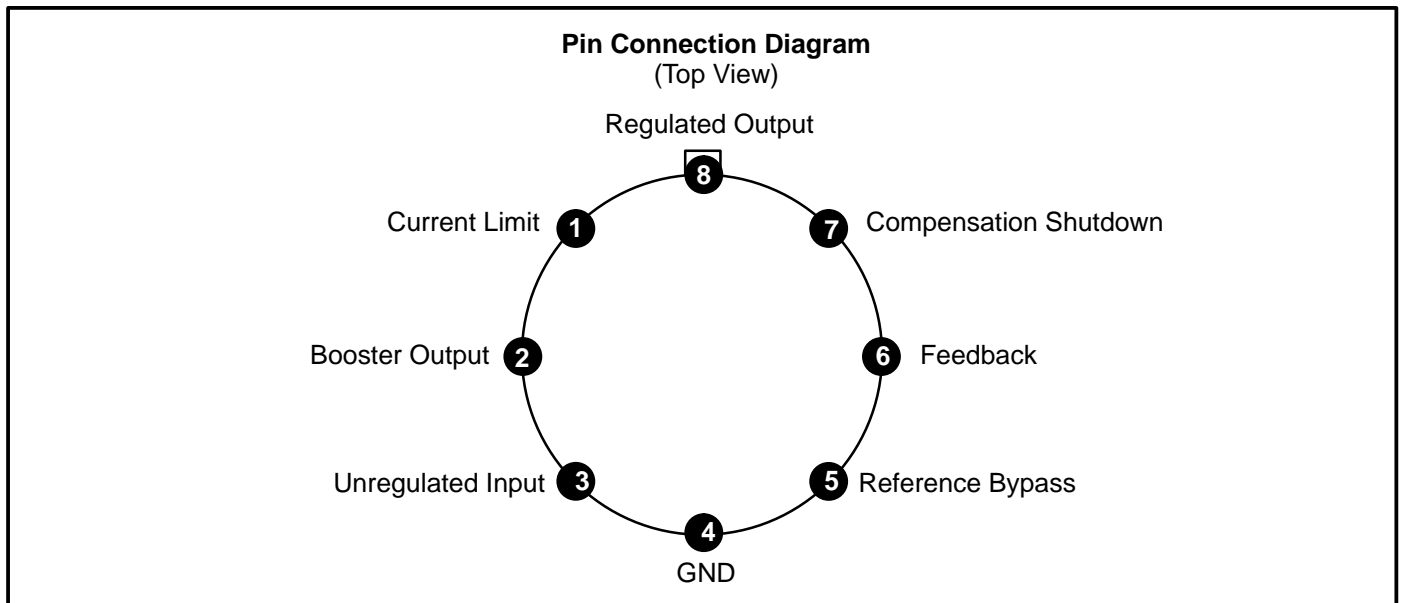 Pin Connection Diagram
(Top View)
Regulated Output
8
Current Limit 1
7 Compensation Shutdown
Booster Output 2
6 Feedback
Unregulated Input 3
5 Reference Bypass
4
GND